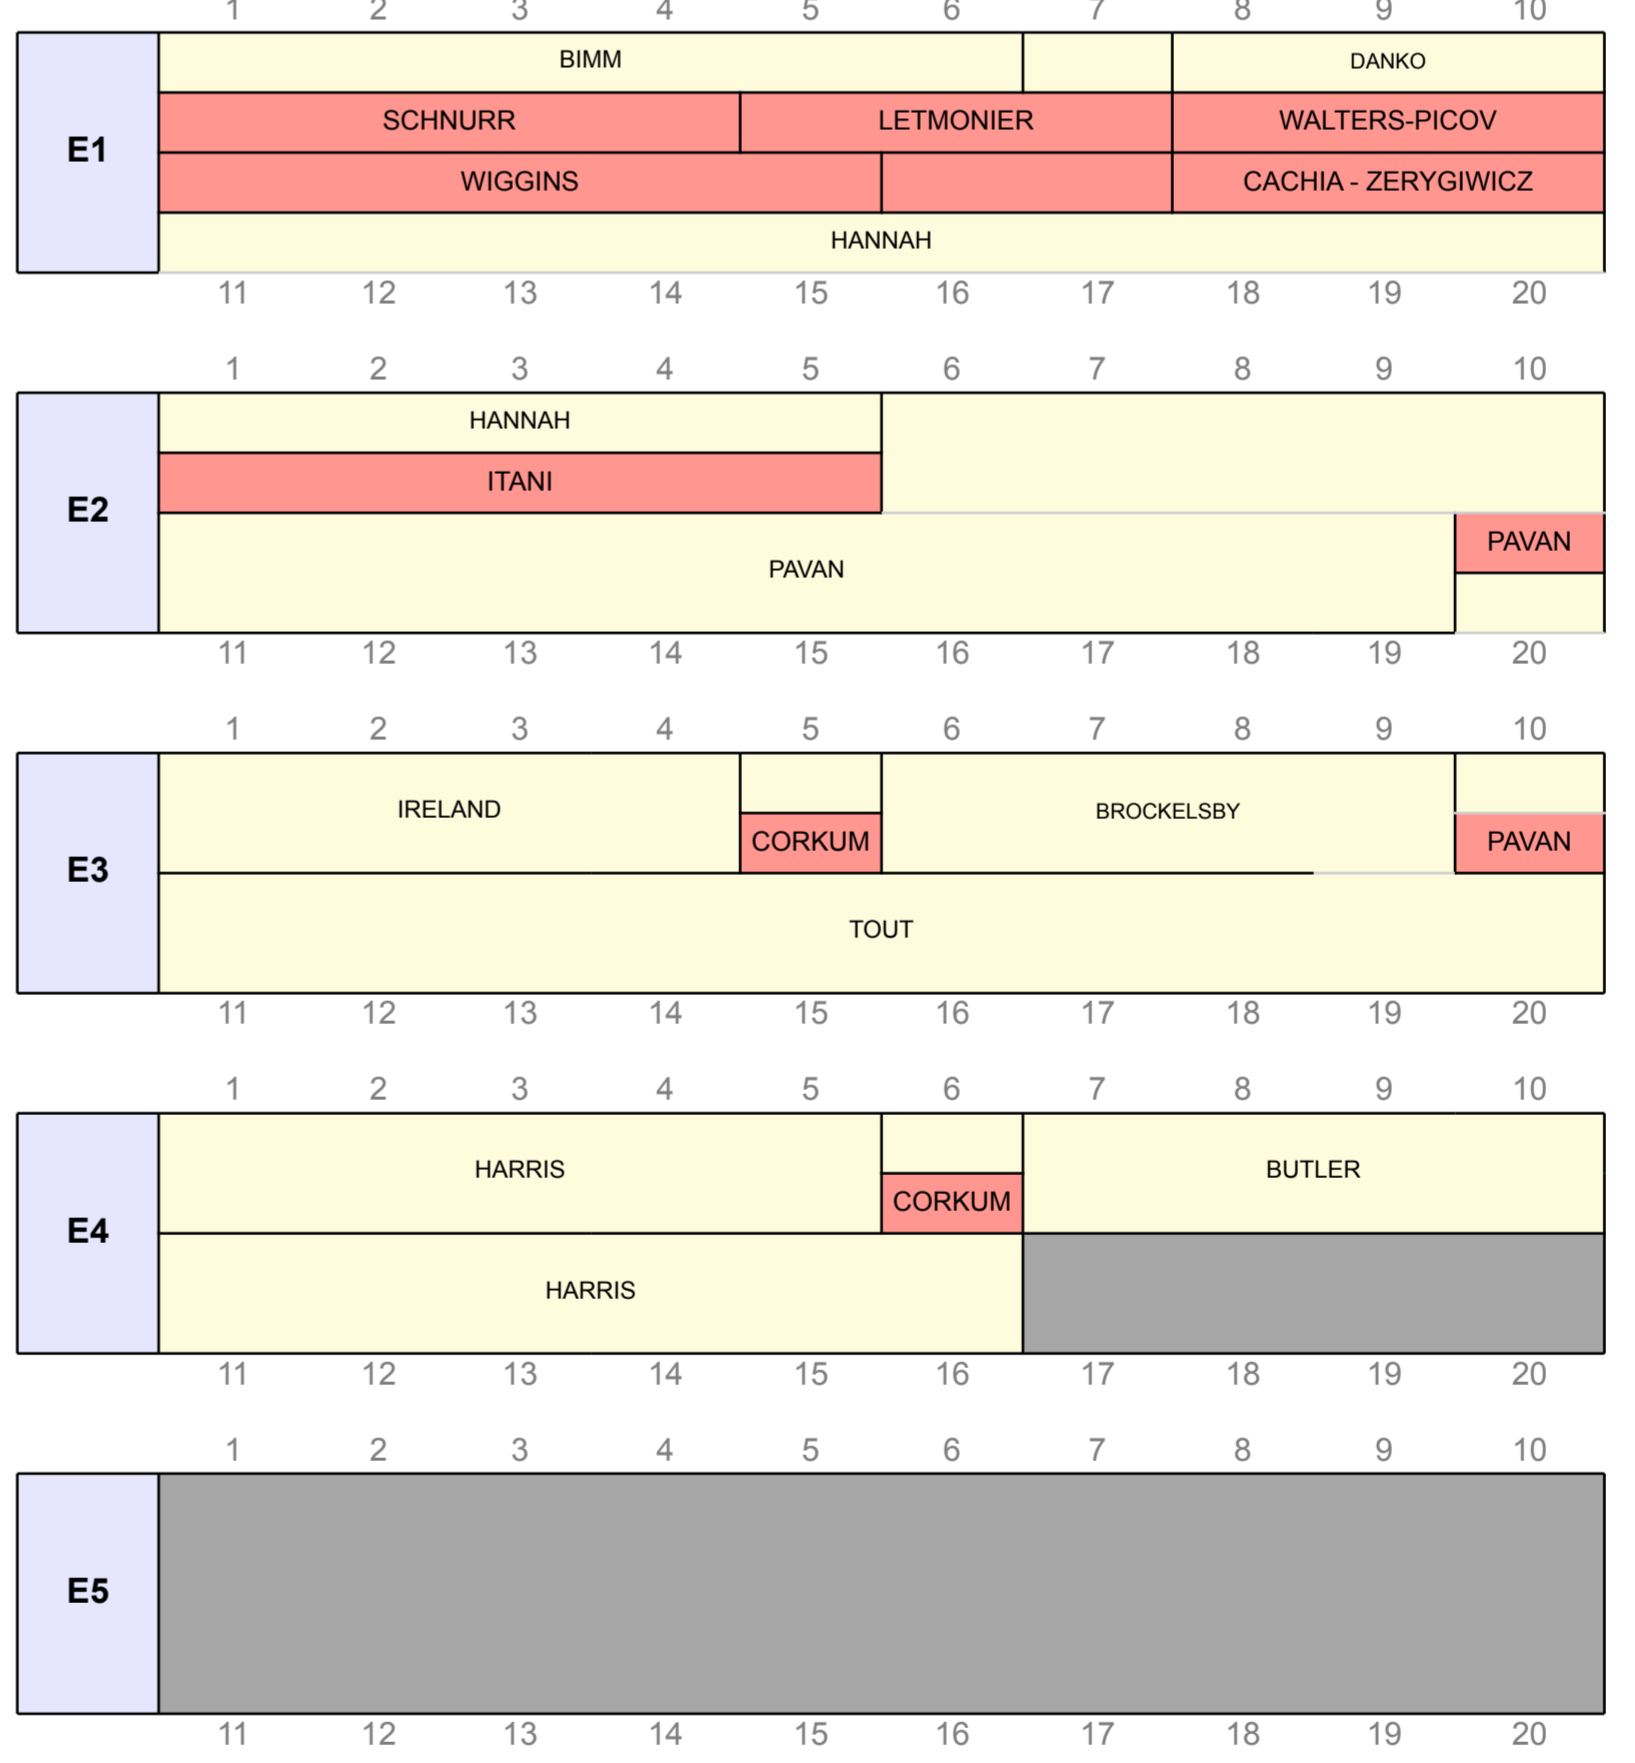 1 2 3 4 5 6 7 8 9 10
BIMM DANKO
SCHNURR LETMONIER WALTERS-PICOV
E1
WIGGINS CACHIA - ZERYGIWICZ
HANNAH
11 12 13 14 15 16 17 18 19 20
1 2 3 4 5 6 7 8 9 10
HANNAH
ITANI
E2
PAVAN
PAVAN
11 12 13 14 15 16 17 18 19 20
1 2 3 4 5 6 7 8 9 10
IRELAND BROCKELSBY
CORKUM PAVAN
E3
TOUT
11 12 13 14 15 16 17 18 19 20
1 2 3 4 5 6 7 8 9 10
HARRIS BUTLER
CORKUM
E4
HARRIS
11 12 13 14 15 16 17 18 19 20
1 2 3 4 5 6 7 8 9 10
E5
11 12 13 14 15 16 17 18 19 20